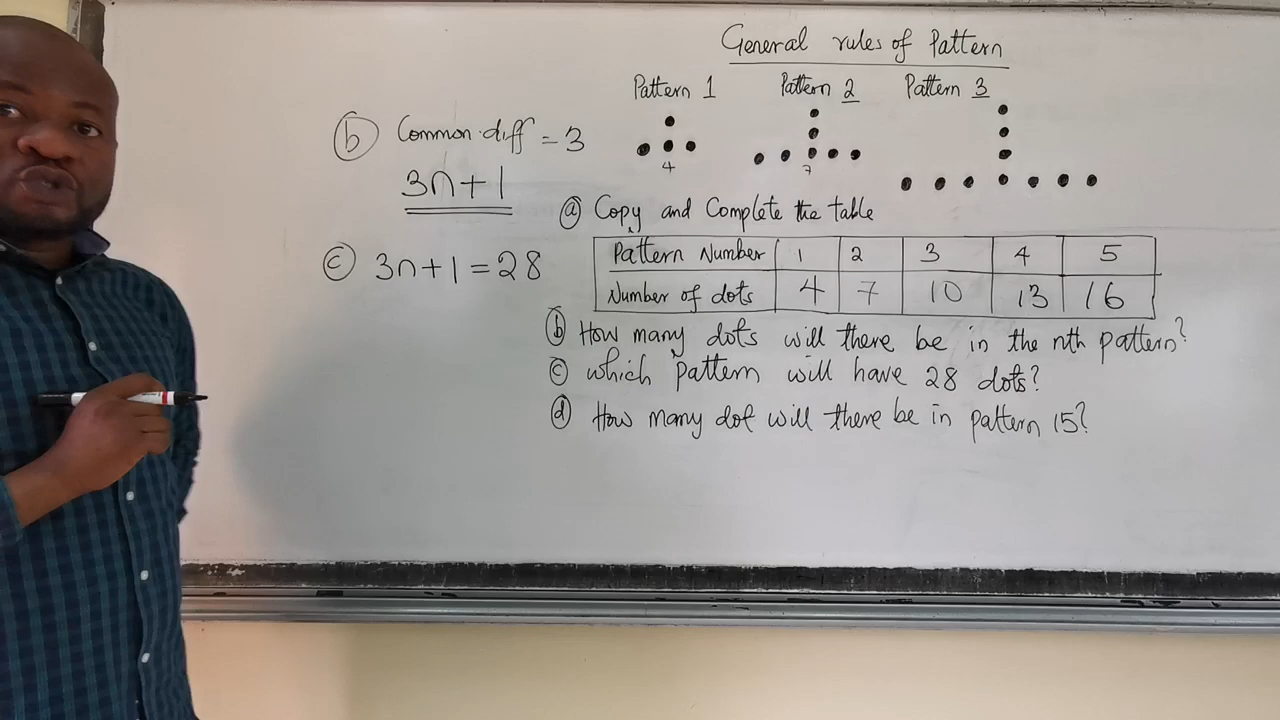 General rules of Pattern
Pattern 1 Pattern 2 Pattern 3
4 7
(b) Common diff = 3
3n+1
(c) 3n+1=28
(a) Copy and Complete the table
Pattern Number 1 2 3 4 5
Number of dots 4 7 10 13 16
(b) How many dots will there be in the nth pattern?
(c) which pattern will have 28 dots?
(d) How many dot will there be in pattern 15?